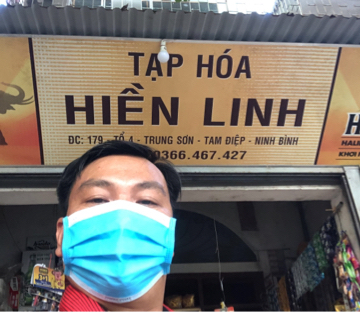 TẠP HÓA
HIỀN LINH
ĐC: 179 - TỔ 4 - TRUNG SƠN - TAM ĐIỆP - NINH BÌNH
0366.467.427